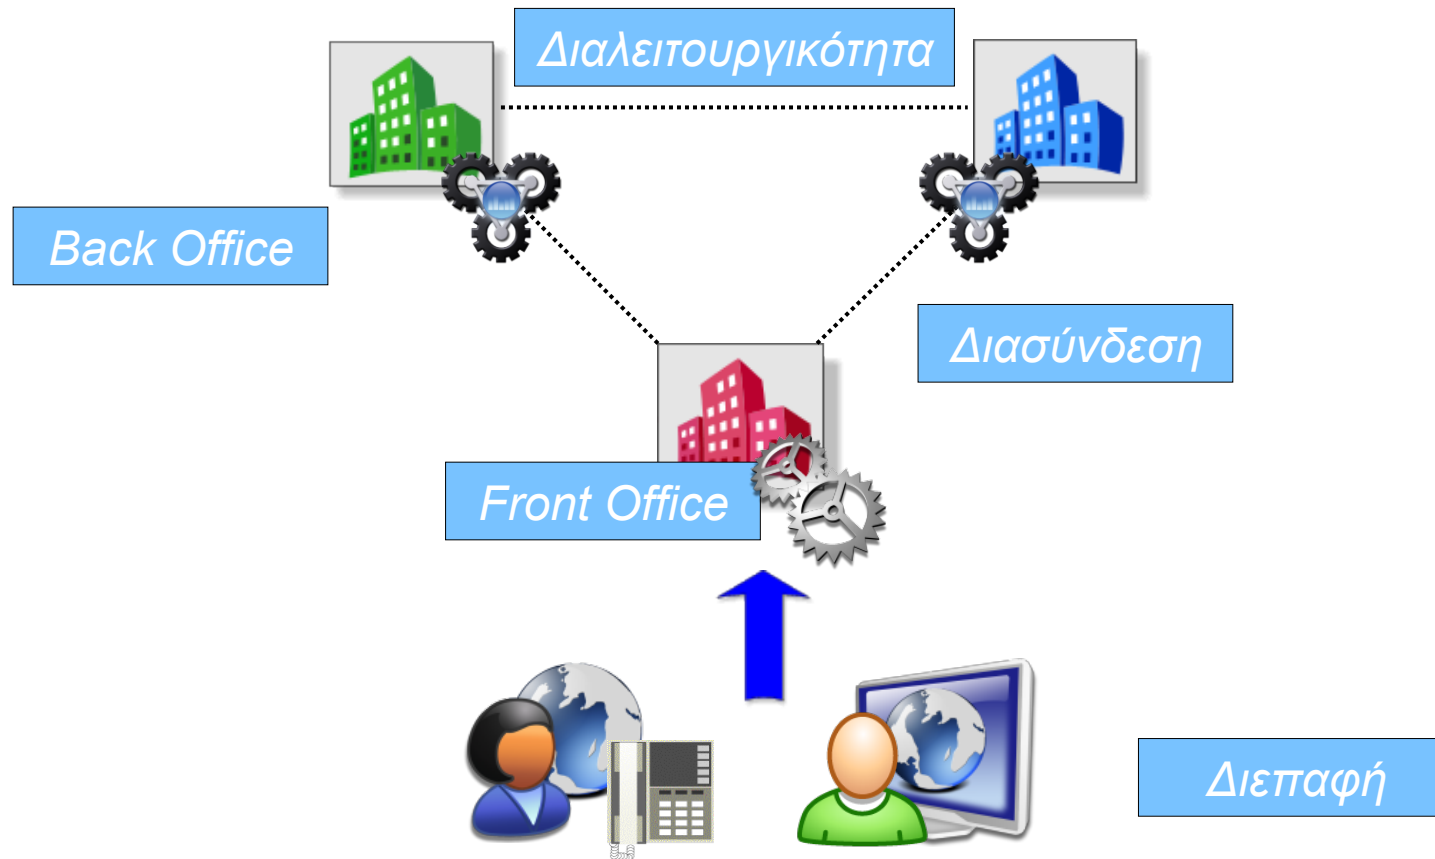 Διαλειτουργικότητα
Back Office
Διασύνδεση
Front Office
Διεπαφή